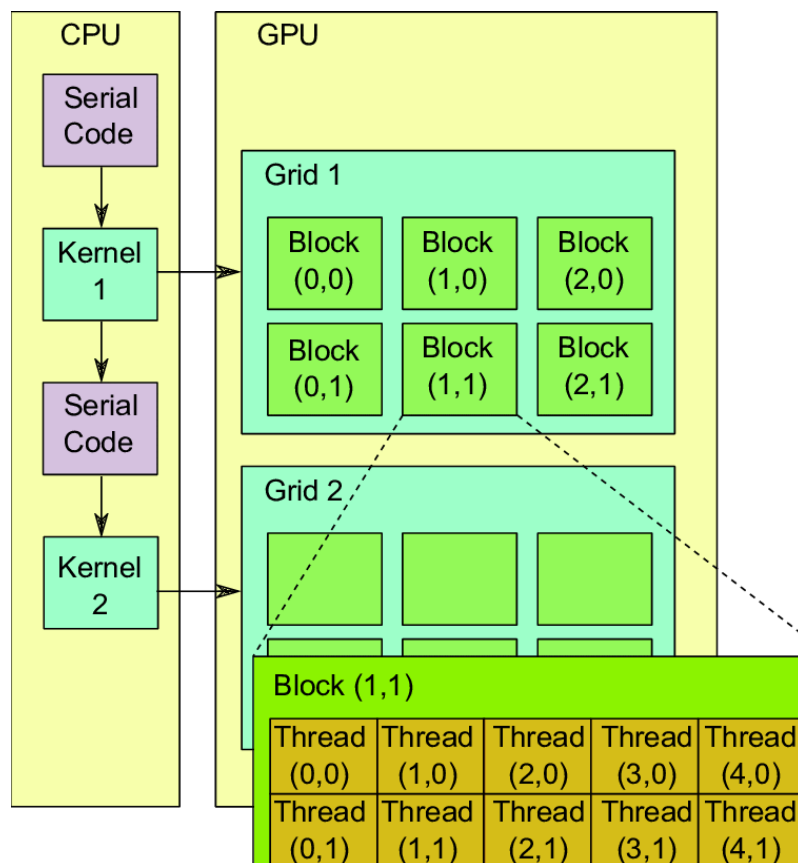 CPU
GPU
Serial
Code
Grid 1
Kernel
1
Block
(0,0)
Block
(1,0)
Block
(2,0)
Block
(0,1)
Block
(1,1)
Block
(2,1)
Serial
Code
Grid 2
Kernel
2
Block (1,1)
Thread
(0,0)
Thread
(1,0)
Thread
(2,0)
Thread
(3,0)
Thread
(4,0)
Thread
(0,1)
Thread
(1,1)
Thread
(2,1)
Thread
(3,1)
Thread
(4,1)